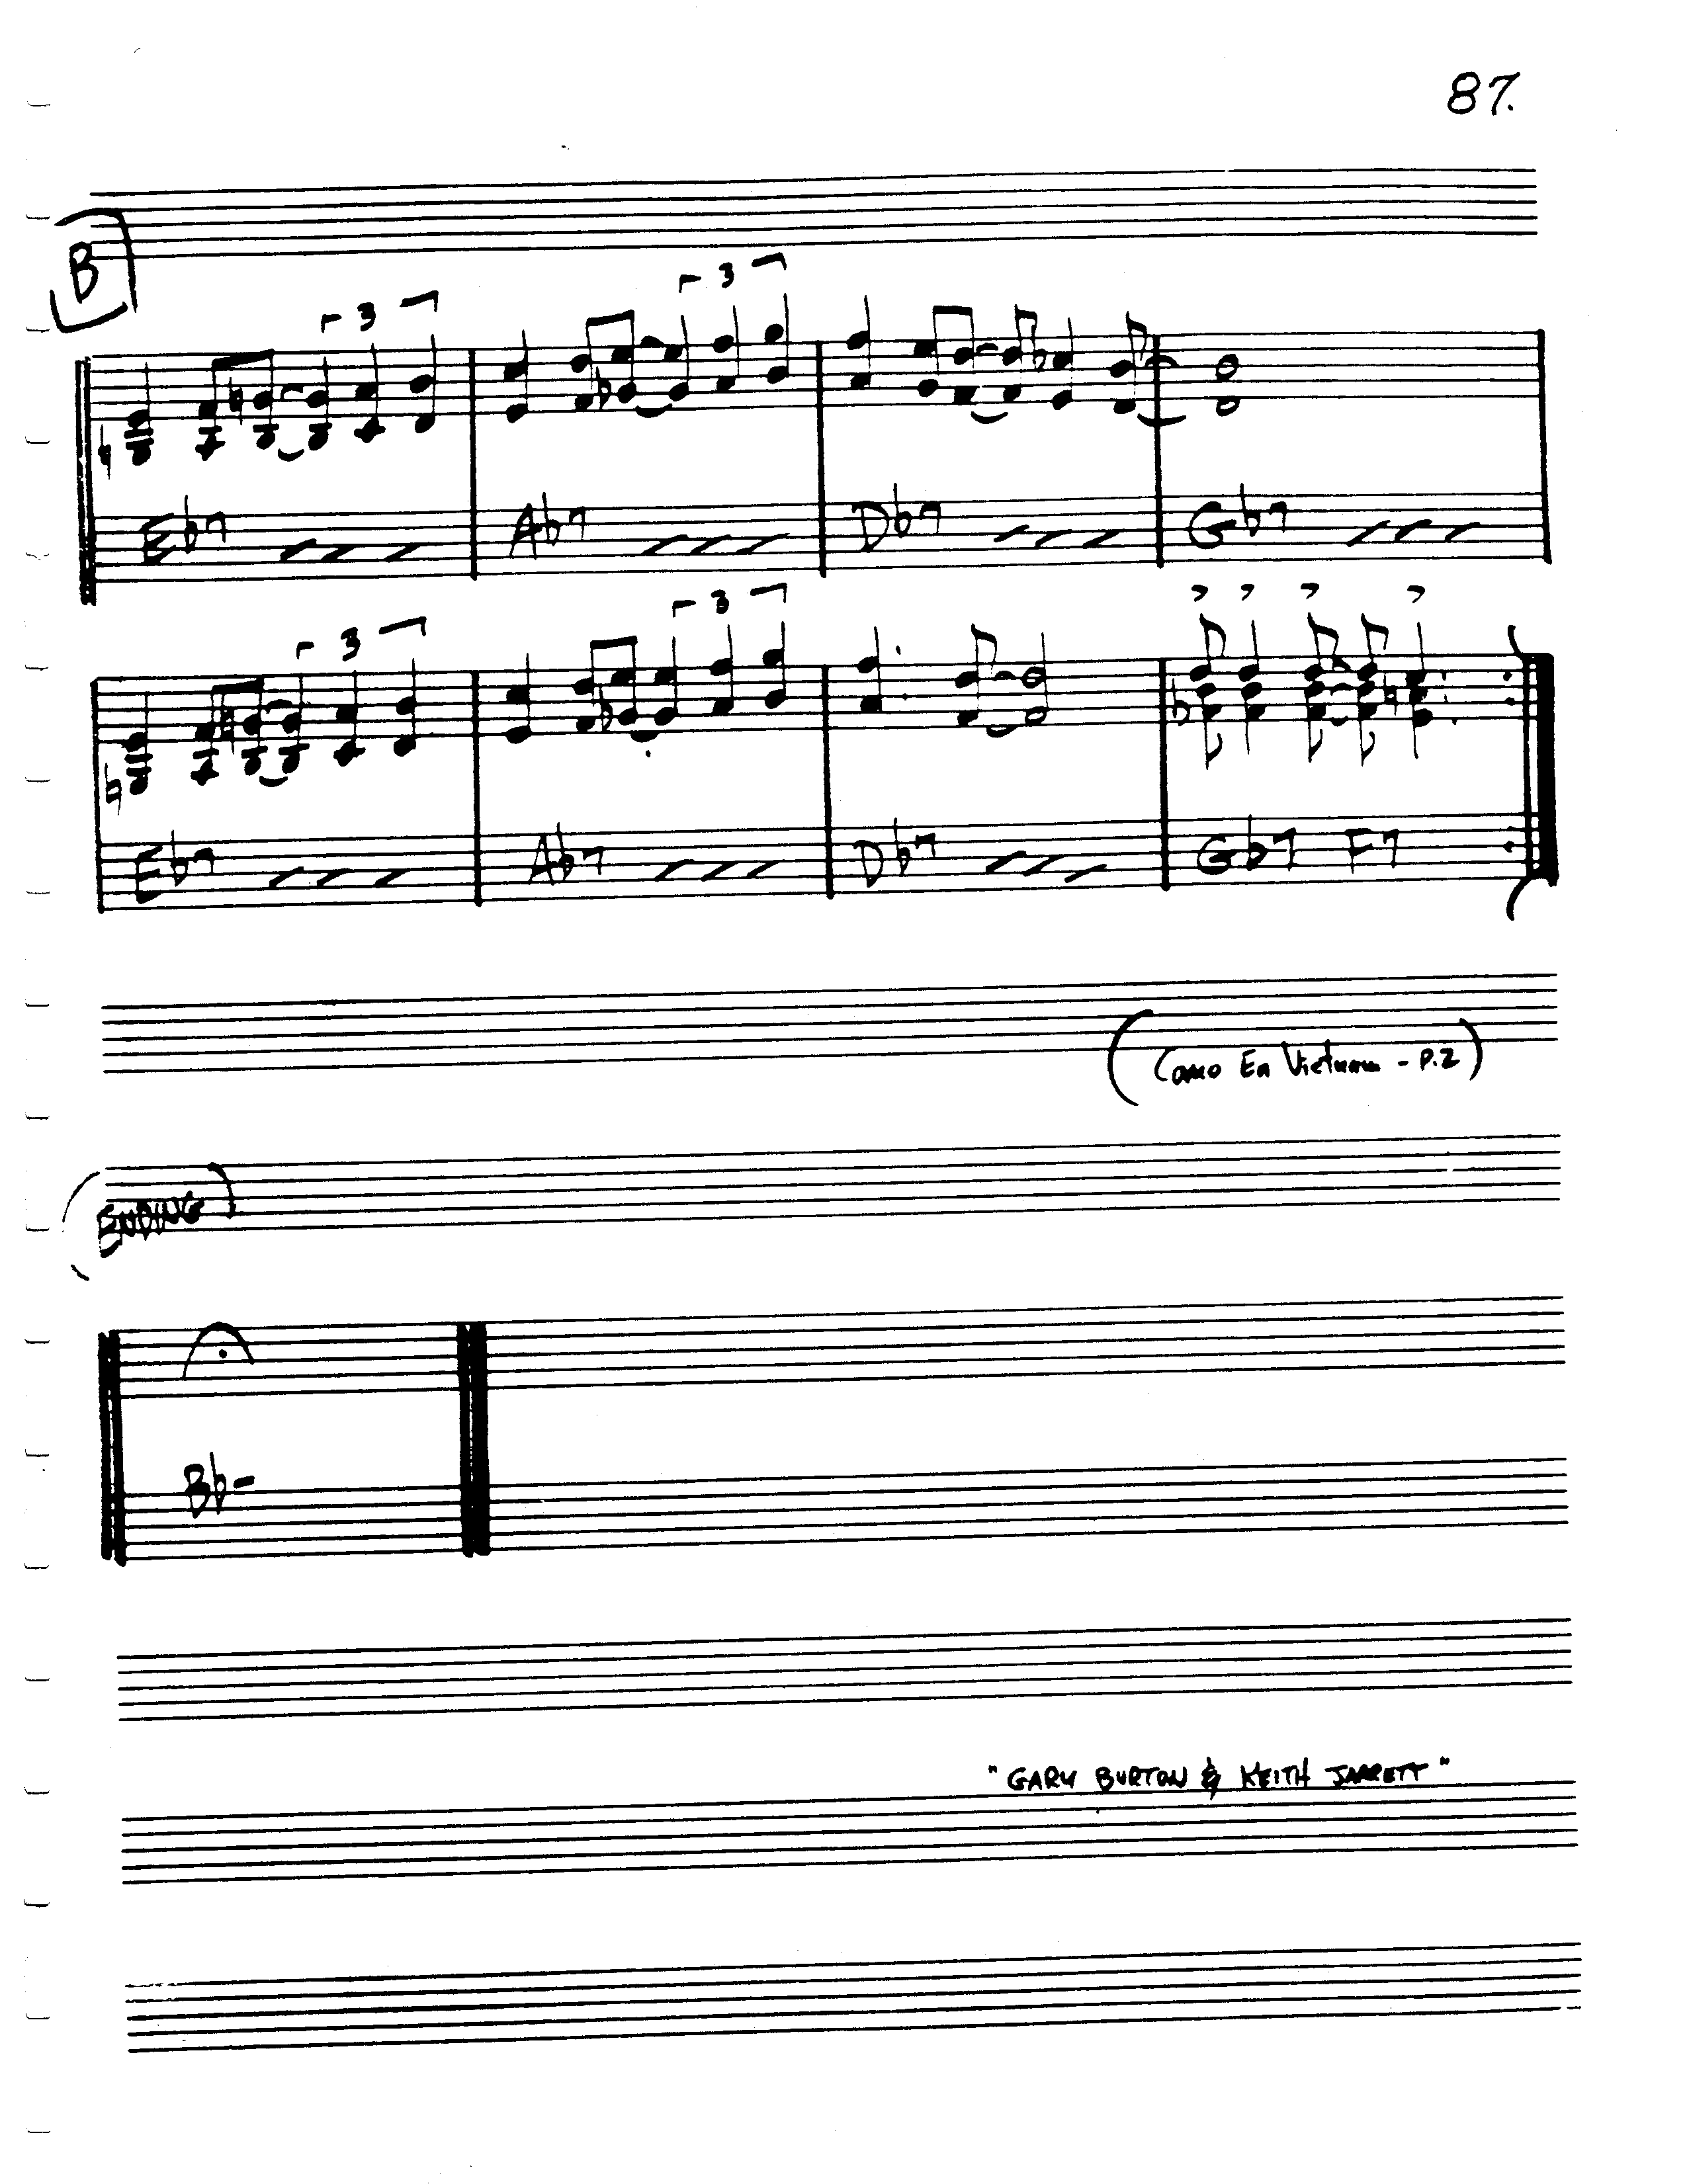 87.
B
3 3
Eb7 Ab7 Db7 Gb7
3 3
Eb7 Ab7 Db7 Gb7 F7
(Como En Vietnam - P.2)
(ENDING)
Bb-
"GARY BURTON & KEITH JARRETT"